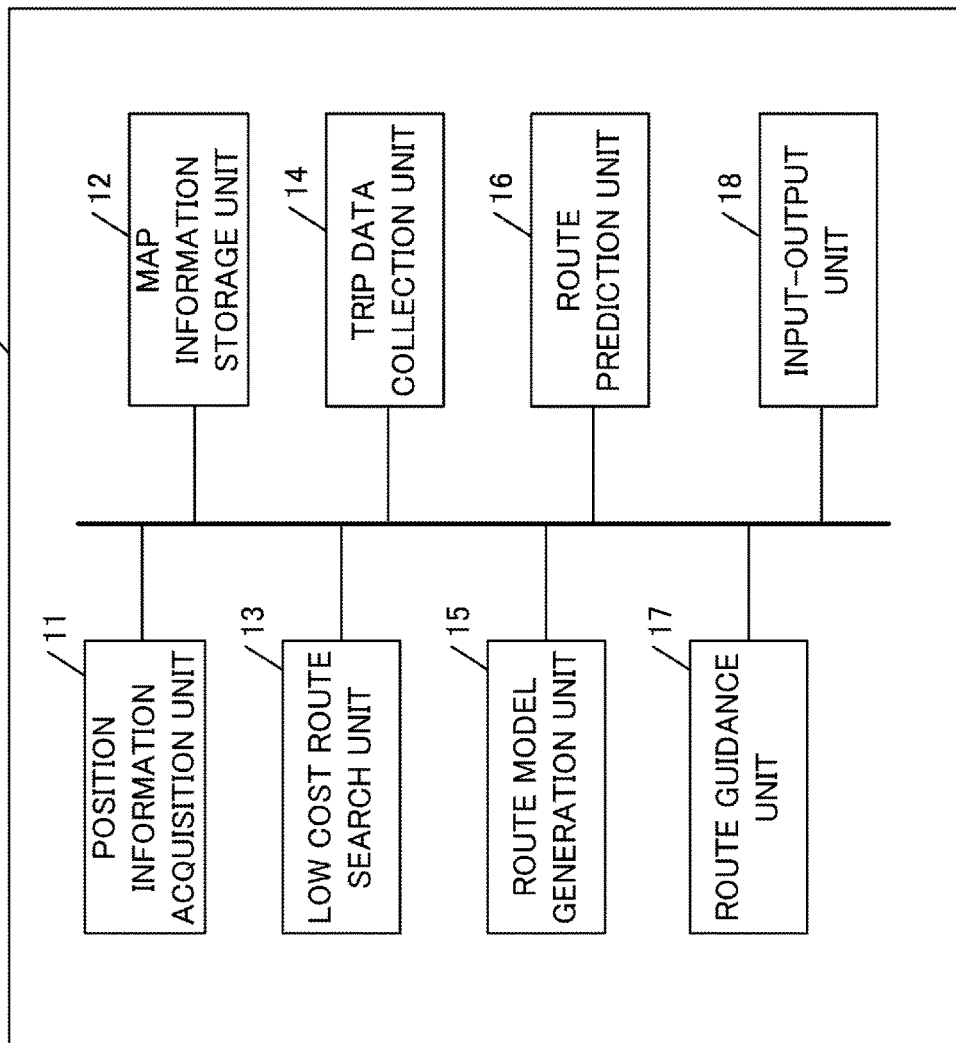 11
POSITION
INFORMATION
ACQUISITION UNIT
12
MAP
INFORMATION
STORAGE UNIT
13
LOW COST ROUTE
SEARCH UNIT
14
TRIP DATA
COLLECTION UNIT
15
ROUTE MODEL
GENERATION UNIT
16
ROUTE
PREDICTION UNIT
17
ROUTE GUIDANCE
UNIT
18
INPUT-OUTPUT
UNIT